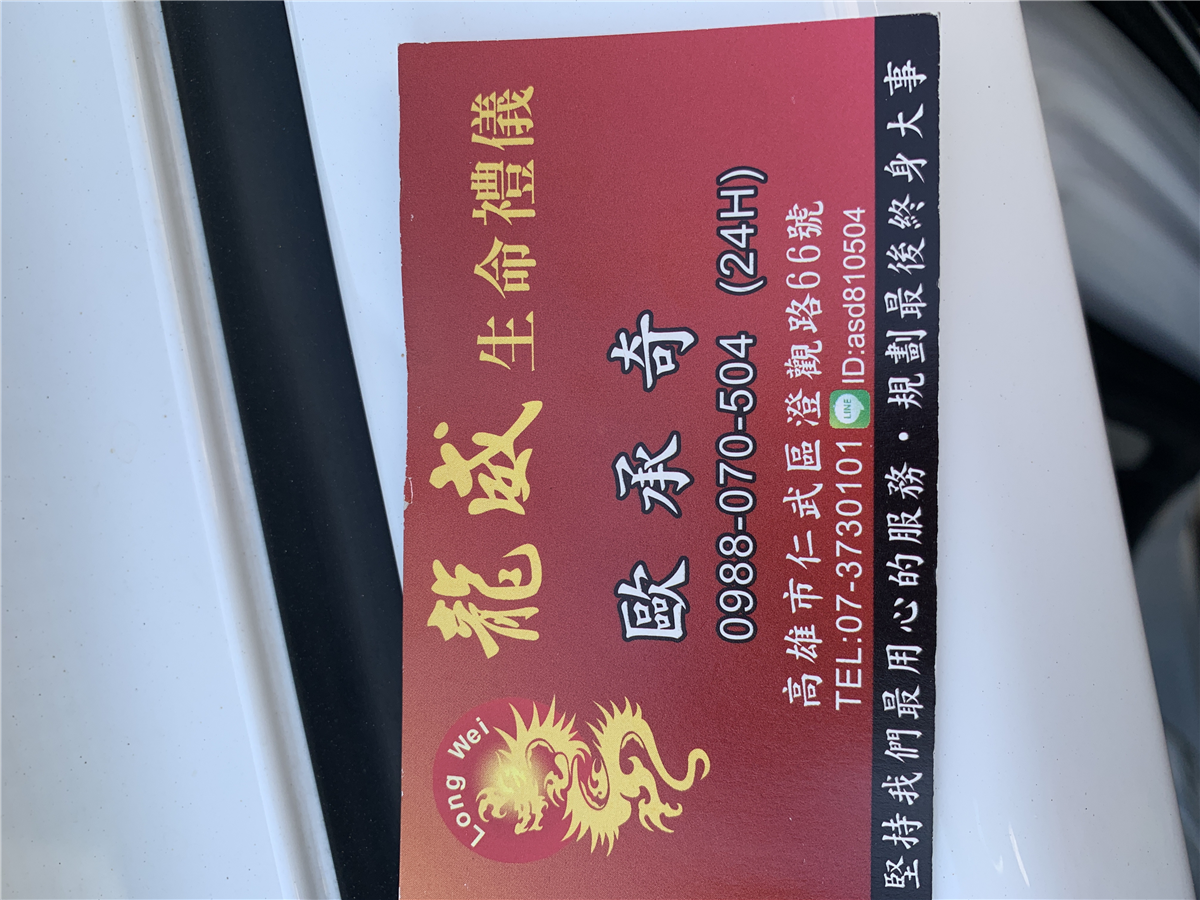 Long Wei
龍威 生命禮儀
歐承奇
0988-070-504 (24H)
高雄市仁武區澄觀路66號
TEL:07-3730101 LINE ID:asd810504
堅持我們最用心的服務·規劃最後終身大事